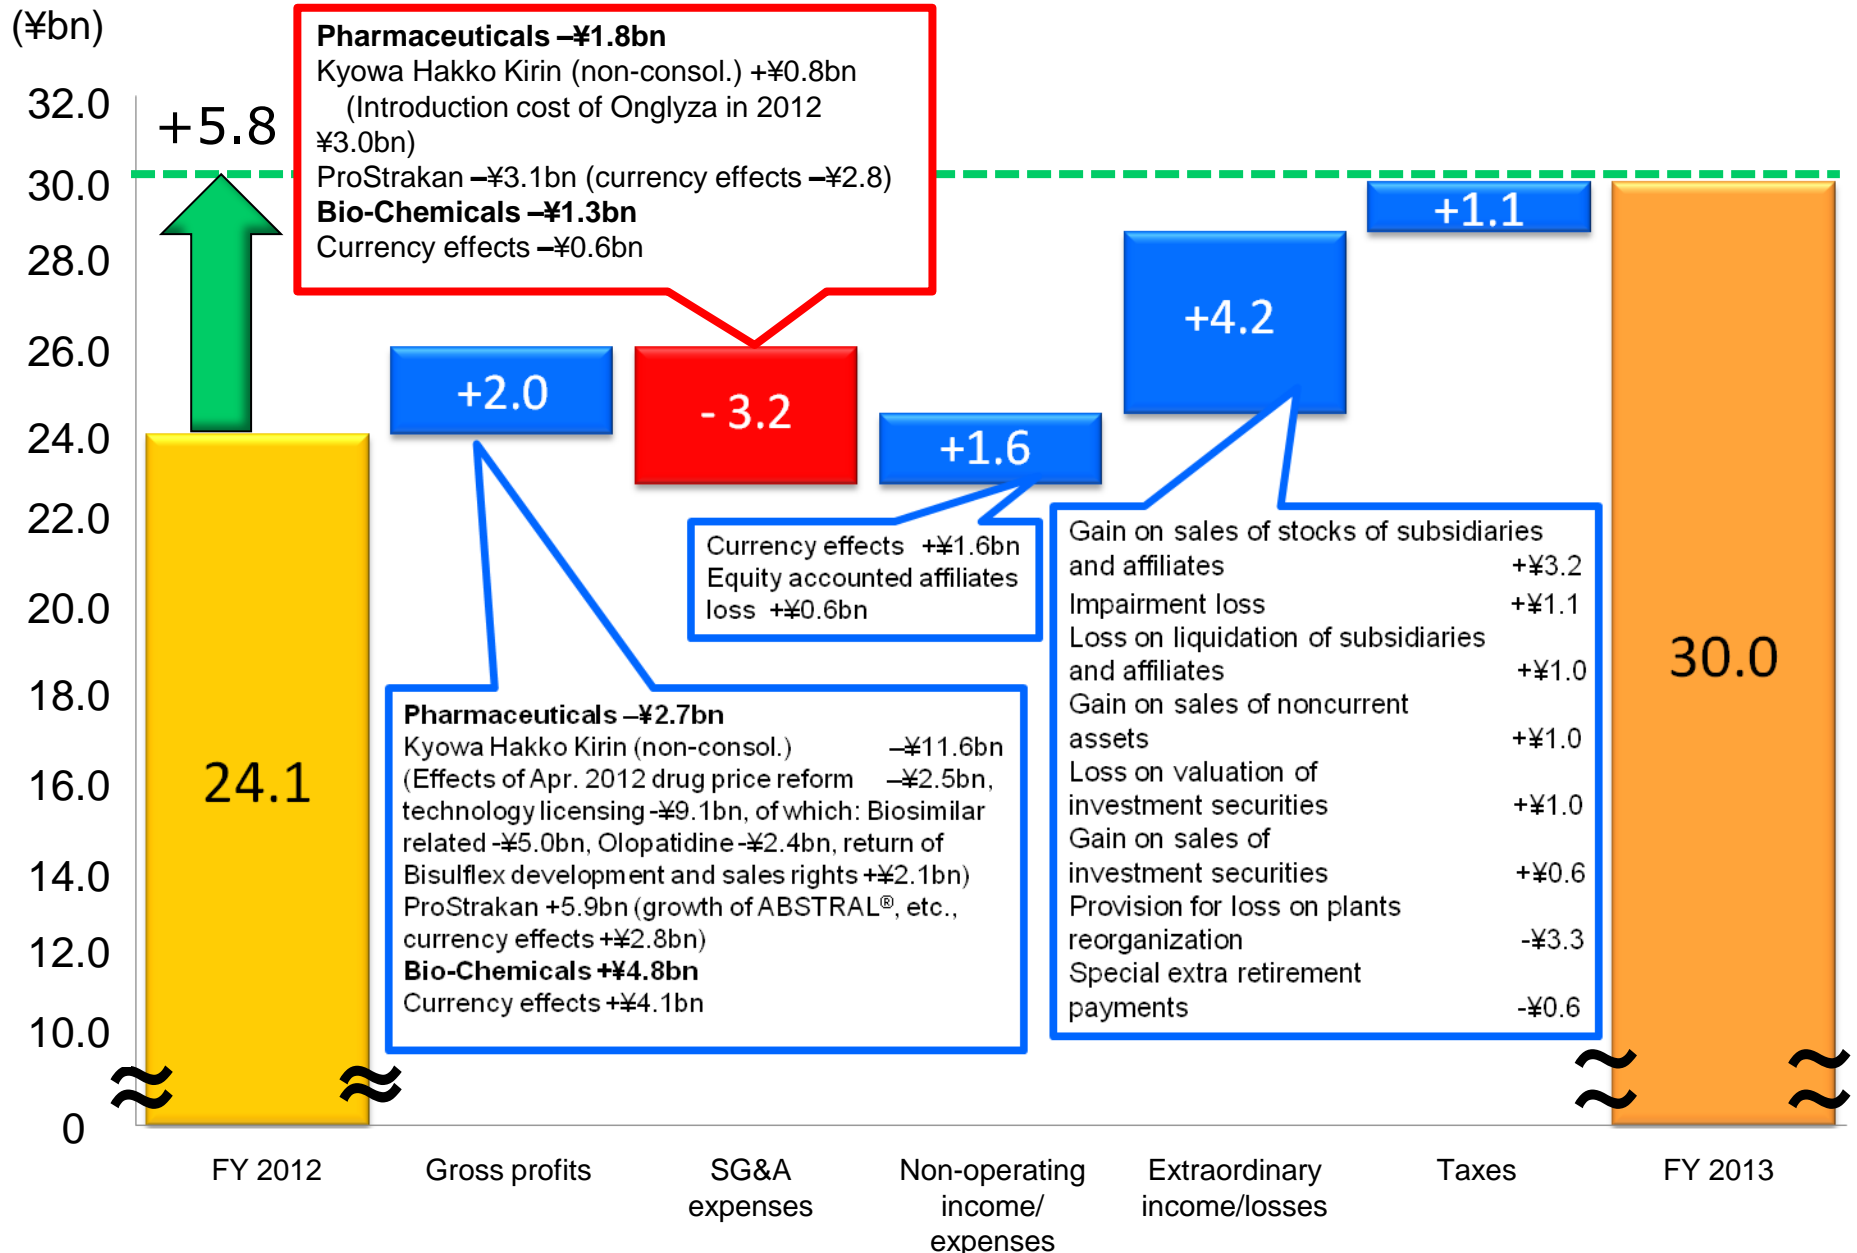 (¥bn)
32.0
30.0
28.0
26.0
24.0
22.0
20.0
18.0
16.0
14.0
12.0
10.0
0
+5.8
Pharmaceuticals –¥1.8bn
Kyowa Hakko Kirin (non-consol.) +¥0.8bn
(Introduction cost of Onglyza in 2012
¥3.0bn)
ProStrakan –¥3.1bn (currency effects –¥2.8)
Bio-Chemicals –¥1.3bn
Currency effects –¥0.6bn
24.1
+2.0
- 3.2
+1.6
+4.2
+1.1
30.0
Pharmaceuticals –¥2.7bn
Kyowa Hakko Kirin (non-consol.) –¥11.6bn
(Effects of Apr. 2012 drug price reform –¥2.5bn,
technology licensing -¥9.1bn, of which: Biosimilar
related -¥5.0bn, Olopatidine -¥2.4bn, return of
Bisulflex development and sales rights +¥2.1bn)
ProStrakan +5.9bn (growth of ABSTRAL®, etc.,
currency effects +¥2.8bn)
Bio-Chemicals +¥4.8bn
Currency effects +¥4.1bn
Currency effects +¥1.6bn
Equity accounted affiliates
loss +¥0.6bn
Gain on sales of stocks of subsidiaries
and affiliates +¥3.2
Impairment loss +¥1.1
Loss on liquidation of subsidiaries
and affiliates +¥1.0
Gain on sales of noncurrent
assets +¥1.0
Loss on valuation of
investment securities +¥1.0
Gain on sales of
investment securities +¥0.6
Provision for loss on plants
reorganization -¥3.3
Special extra retirement
payments -¥0.6
FY 2012
Gross profits
SG&A
expenses
Non-operating
income/
expenses
Extraordinary
income/losses
Taxes
FY 2013